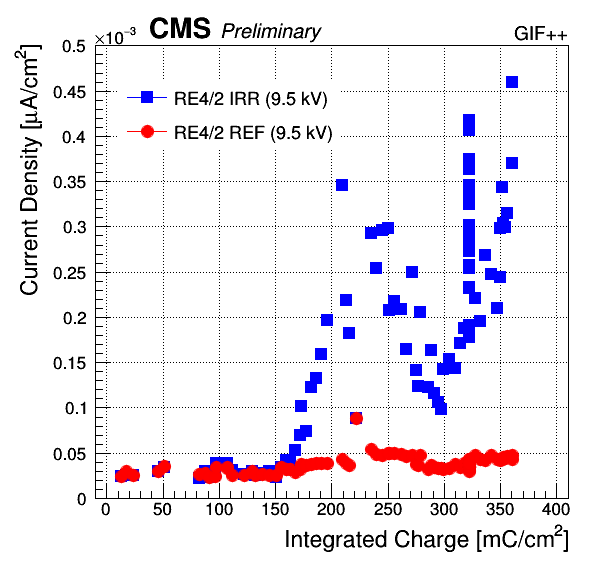 ×10⁻³ CMS Preliminary GIF++
RE4/2 IRR (9.5 kV)
RE4/2 REF (9.5 kV)
Current Density [μA/cm²]
0.5
0.45
0.4
0.35
0.3
0.25
0.2
0.15
0.1
0.05
0
0 50 100 150 200 250 300 350 400
Integrated Charge [mC/cm²]